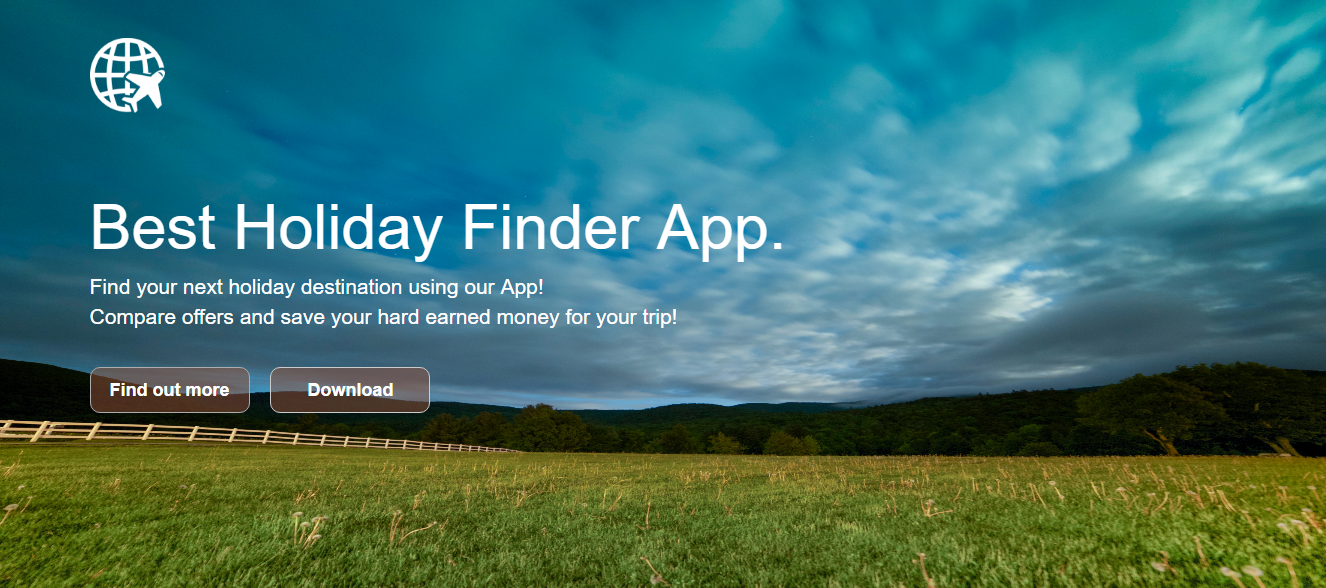 Best Holiday Finder App.
Find your next holiday destination using our App!
Compare offers and save your hard earned money for your trip!
Find out more
Download